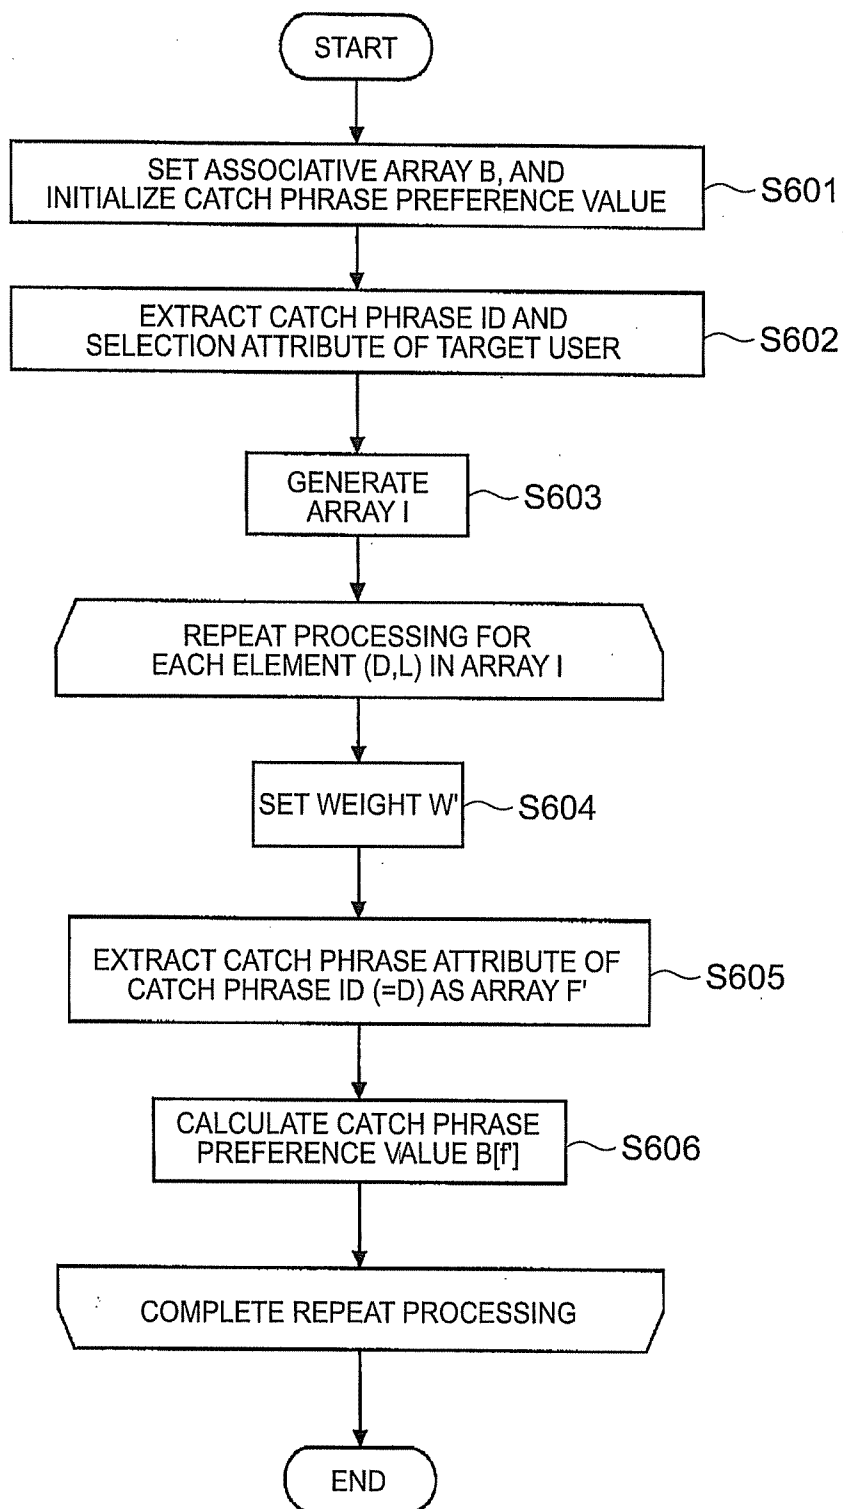 START
SET ASSOCIATIVE ARRAY B, AND
INITIALIZE CATCH PHRASE PREFERENCE VALUE
S601
EXTRACT CATCH PHRASE ID AND
SELECTION ATTRIBUTE OF TARGET USER
S602
GENERATE
ARRAY I
S603
REPEAT PROCESSING FOR
EACH ELEMENT (D,L) IN ARRAY I
SET WEIGHT W'
S604
EXTRACT CATCH PHRASE ATTRIBUTE OF
CATCH PHRASE ID (=D) AS ARRAY F'
S605
CALCULATE CATCH PHRASE
PREFERENCE VALUE B[f']
S606
COMPLETE REPEAT PROCESSING
END